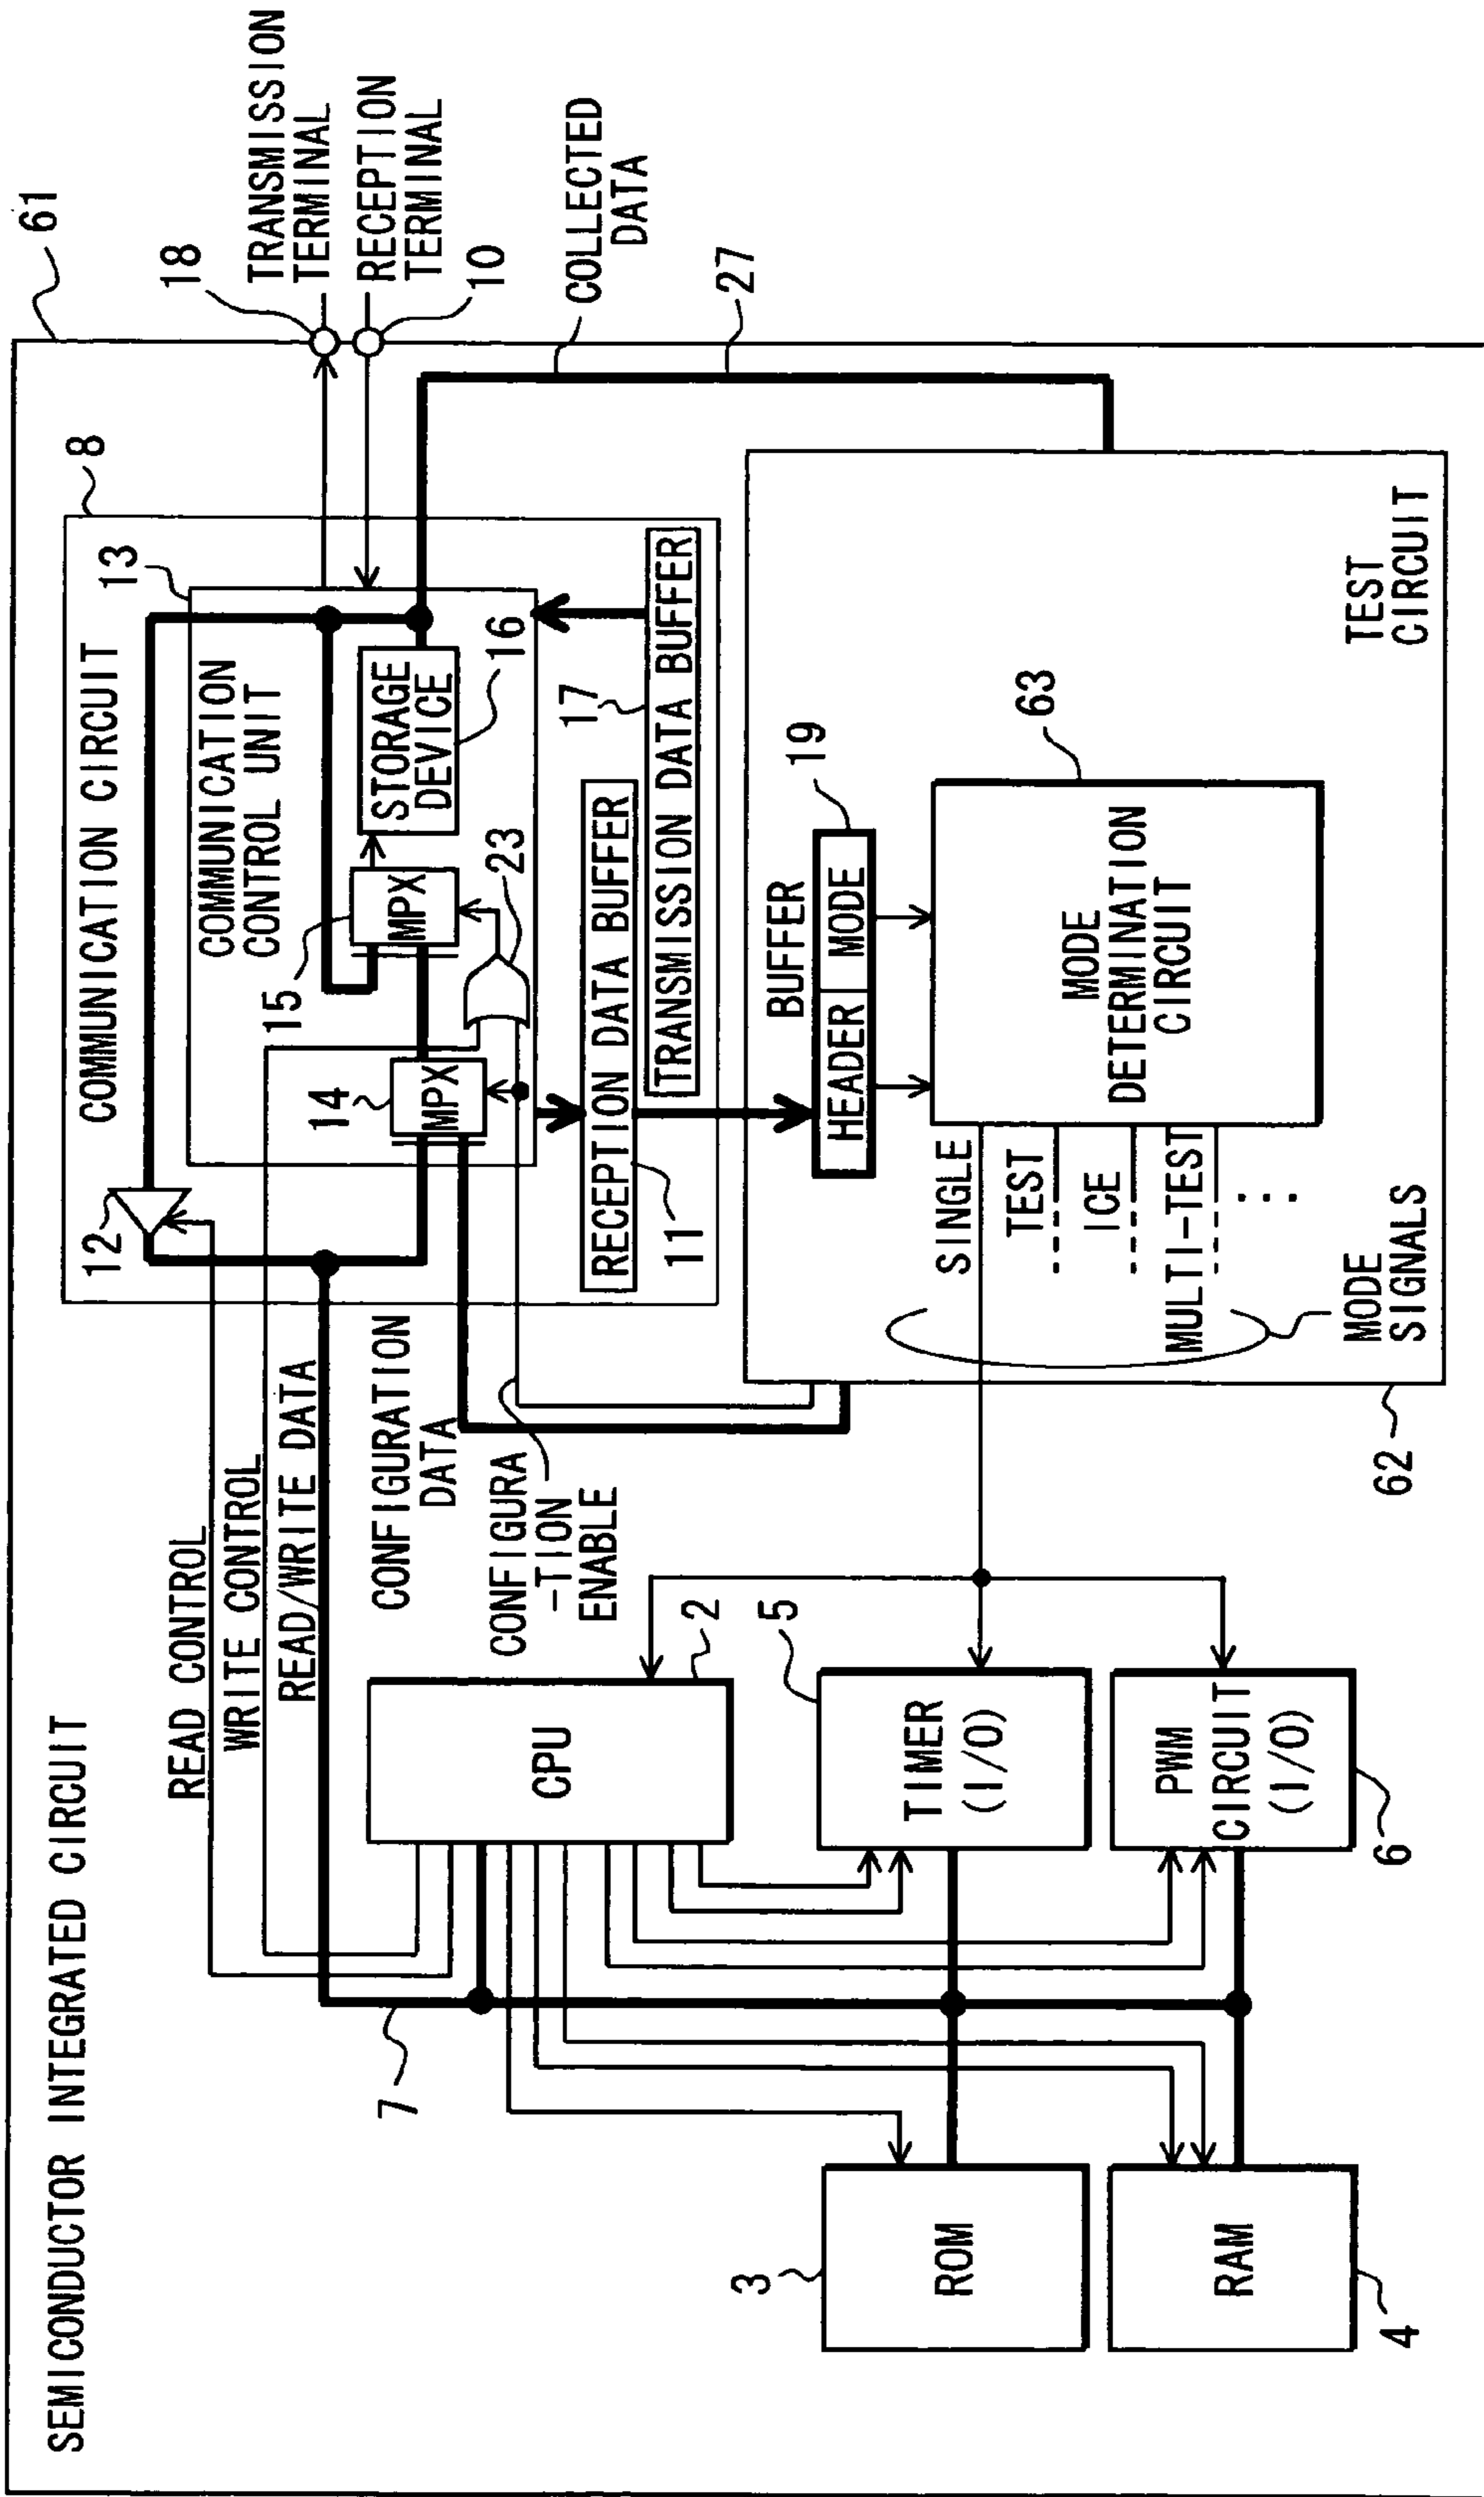 SEMICONDUCTOR INTEGRATED CIRCUIT
61
READ CONTROL
WRITE CONTROL
READ/WRITE DATA
7
CONFIGURATION
DATA
CONFIGURA
-TION
ENABLE
COMMUNICATION CIRCUIT
8
12
COMMUNICATION
CONTROL UNIT
13
14
MPX
15
MPX
23
STORAGE
DEVICE
16
RECEPTION DATA BUFFER
11
TRANSMISSION DATA BUFFER
17
18
TRANSMISSION
TERMINAL
RECEPTION
TERMINAL
10
COLLECTED
DATA
27
CPU
2
ROM
3
RAM
4
TIMER
(I/O)
5
PWM
CIRCUIT
(I/O)
6
BUFFER
19
HEADER
MODE
MODE
DETERMINATION
CIRCUIT
63
SINGLE
TEST
ICE
MULTI-TEST
MODE
SIGNALS
TEST
CIRCUIT
62